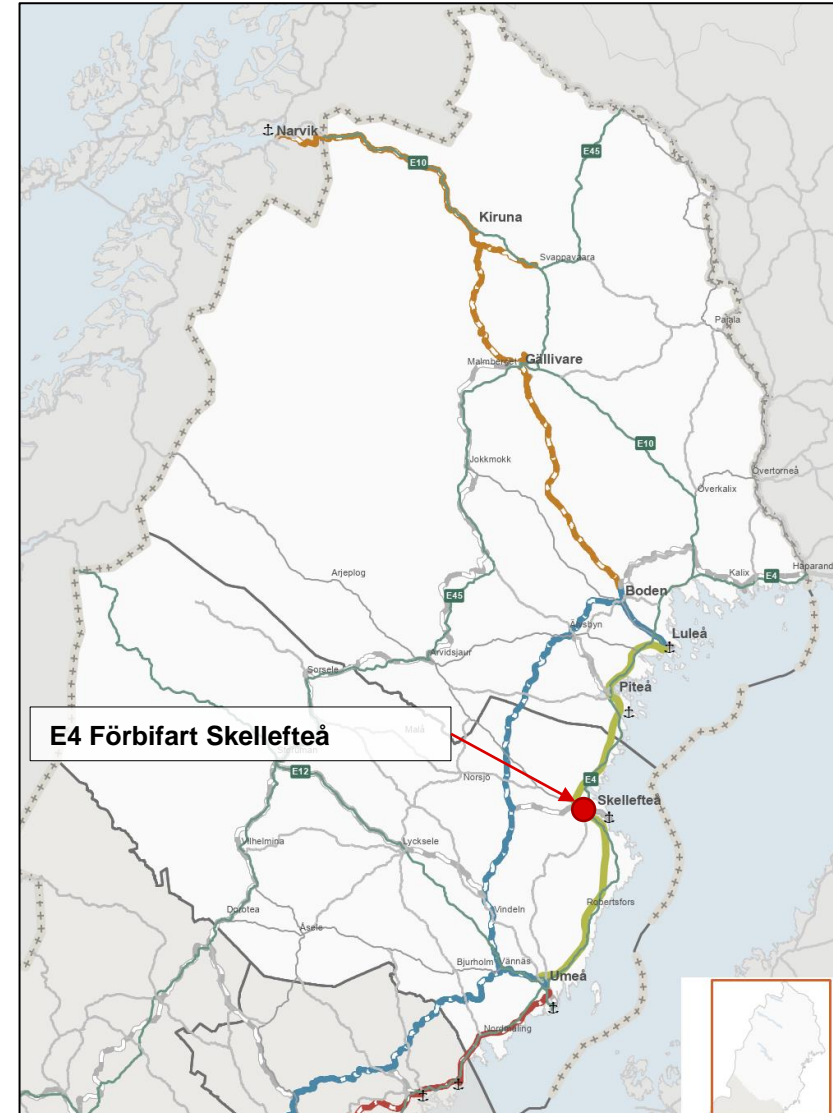 Narvik
E10
E45
Kiruna
Svappavaara
Pajala
Malmberget
Gällivare
E10
Jokkmokk
Övertorneå
Överkalix
Arjeplog
Kalix
E4
Haparand
Boden
E45
Älvsbyn
Luleå
Arvidsjaur
Sorsele
Piteå
E4 Förbifart Skellefteå
Malå
Storuman
E12
Norsjö
E4
Skellefteå
Vilhelmina
Lycksele
Robertsfors
Dorotea
Vindeln
Åsele
Bjurholm
Vännäs
Umeå
Nordmaling